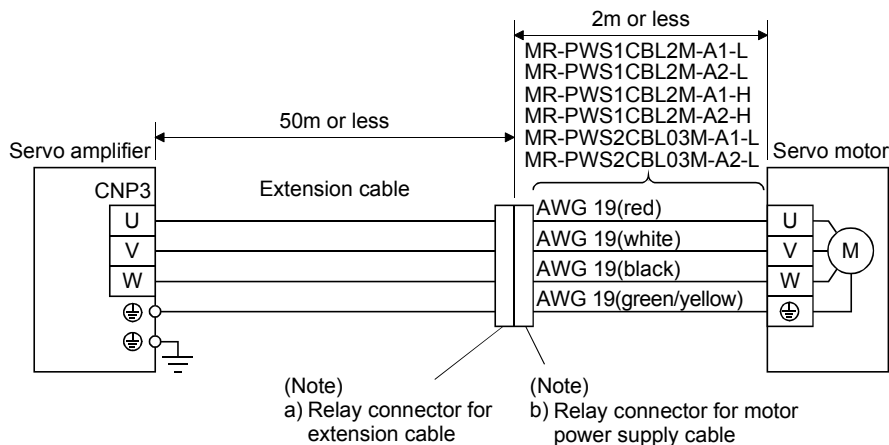 2m or less
MR-PWS1CBL2M-A1-L
MR-PWS1CBL2M-A2-L
MR-PWS1CBL2M-A1-H
MR-PWS1CBL2M-A2-H
MR-PWS2CBL03M-A1-L
MR-PWS2CBL03M-A2-L
50m or less
Servo amplifier
Servo motor
CNP3
Extension cable
U
V
W
AWG 19(red)
AWG 19(white)
AWG 19(black)
AWG 19(green/yellow)
U
V
W
M
(Note)
a) Relay connector for
extension cable
(Note)
b) Relay connector for motor
power supply cable